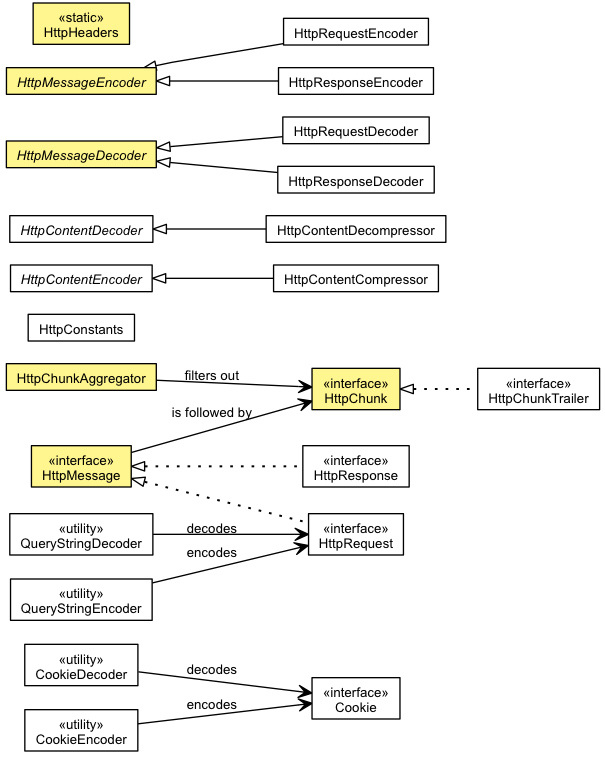 «static»
HttpHeaders
HttpRequestEncoder
HttpMessageEncoder
HttpResponseEncoder
HttpRequestDecoder
HttpMessageDecoder
HttpResponseDecoder
HttpContentDecoder
HttpContentDecompressor
HttpContentEncoder
HttpContentCompressor
HttpConstants
HttpChunkAggregator
filters out
«interface»
HttpChunk
«interface»
HttpChunkTrailer
is followed by
«interface»
HttpMessage
«interface»
HttpResponse
«utility»
QueryStringDecoder
decodes
«interface»
HttpRequest
encodes
«utility»
QueryStringEncoder
«utility»
CookieDecoder
decodes
«interface»
Cookie
encodes
«utility»
CookieEncoder